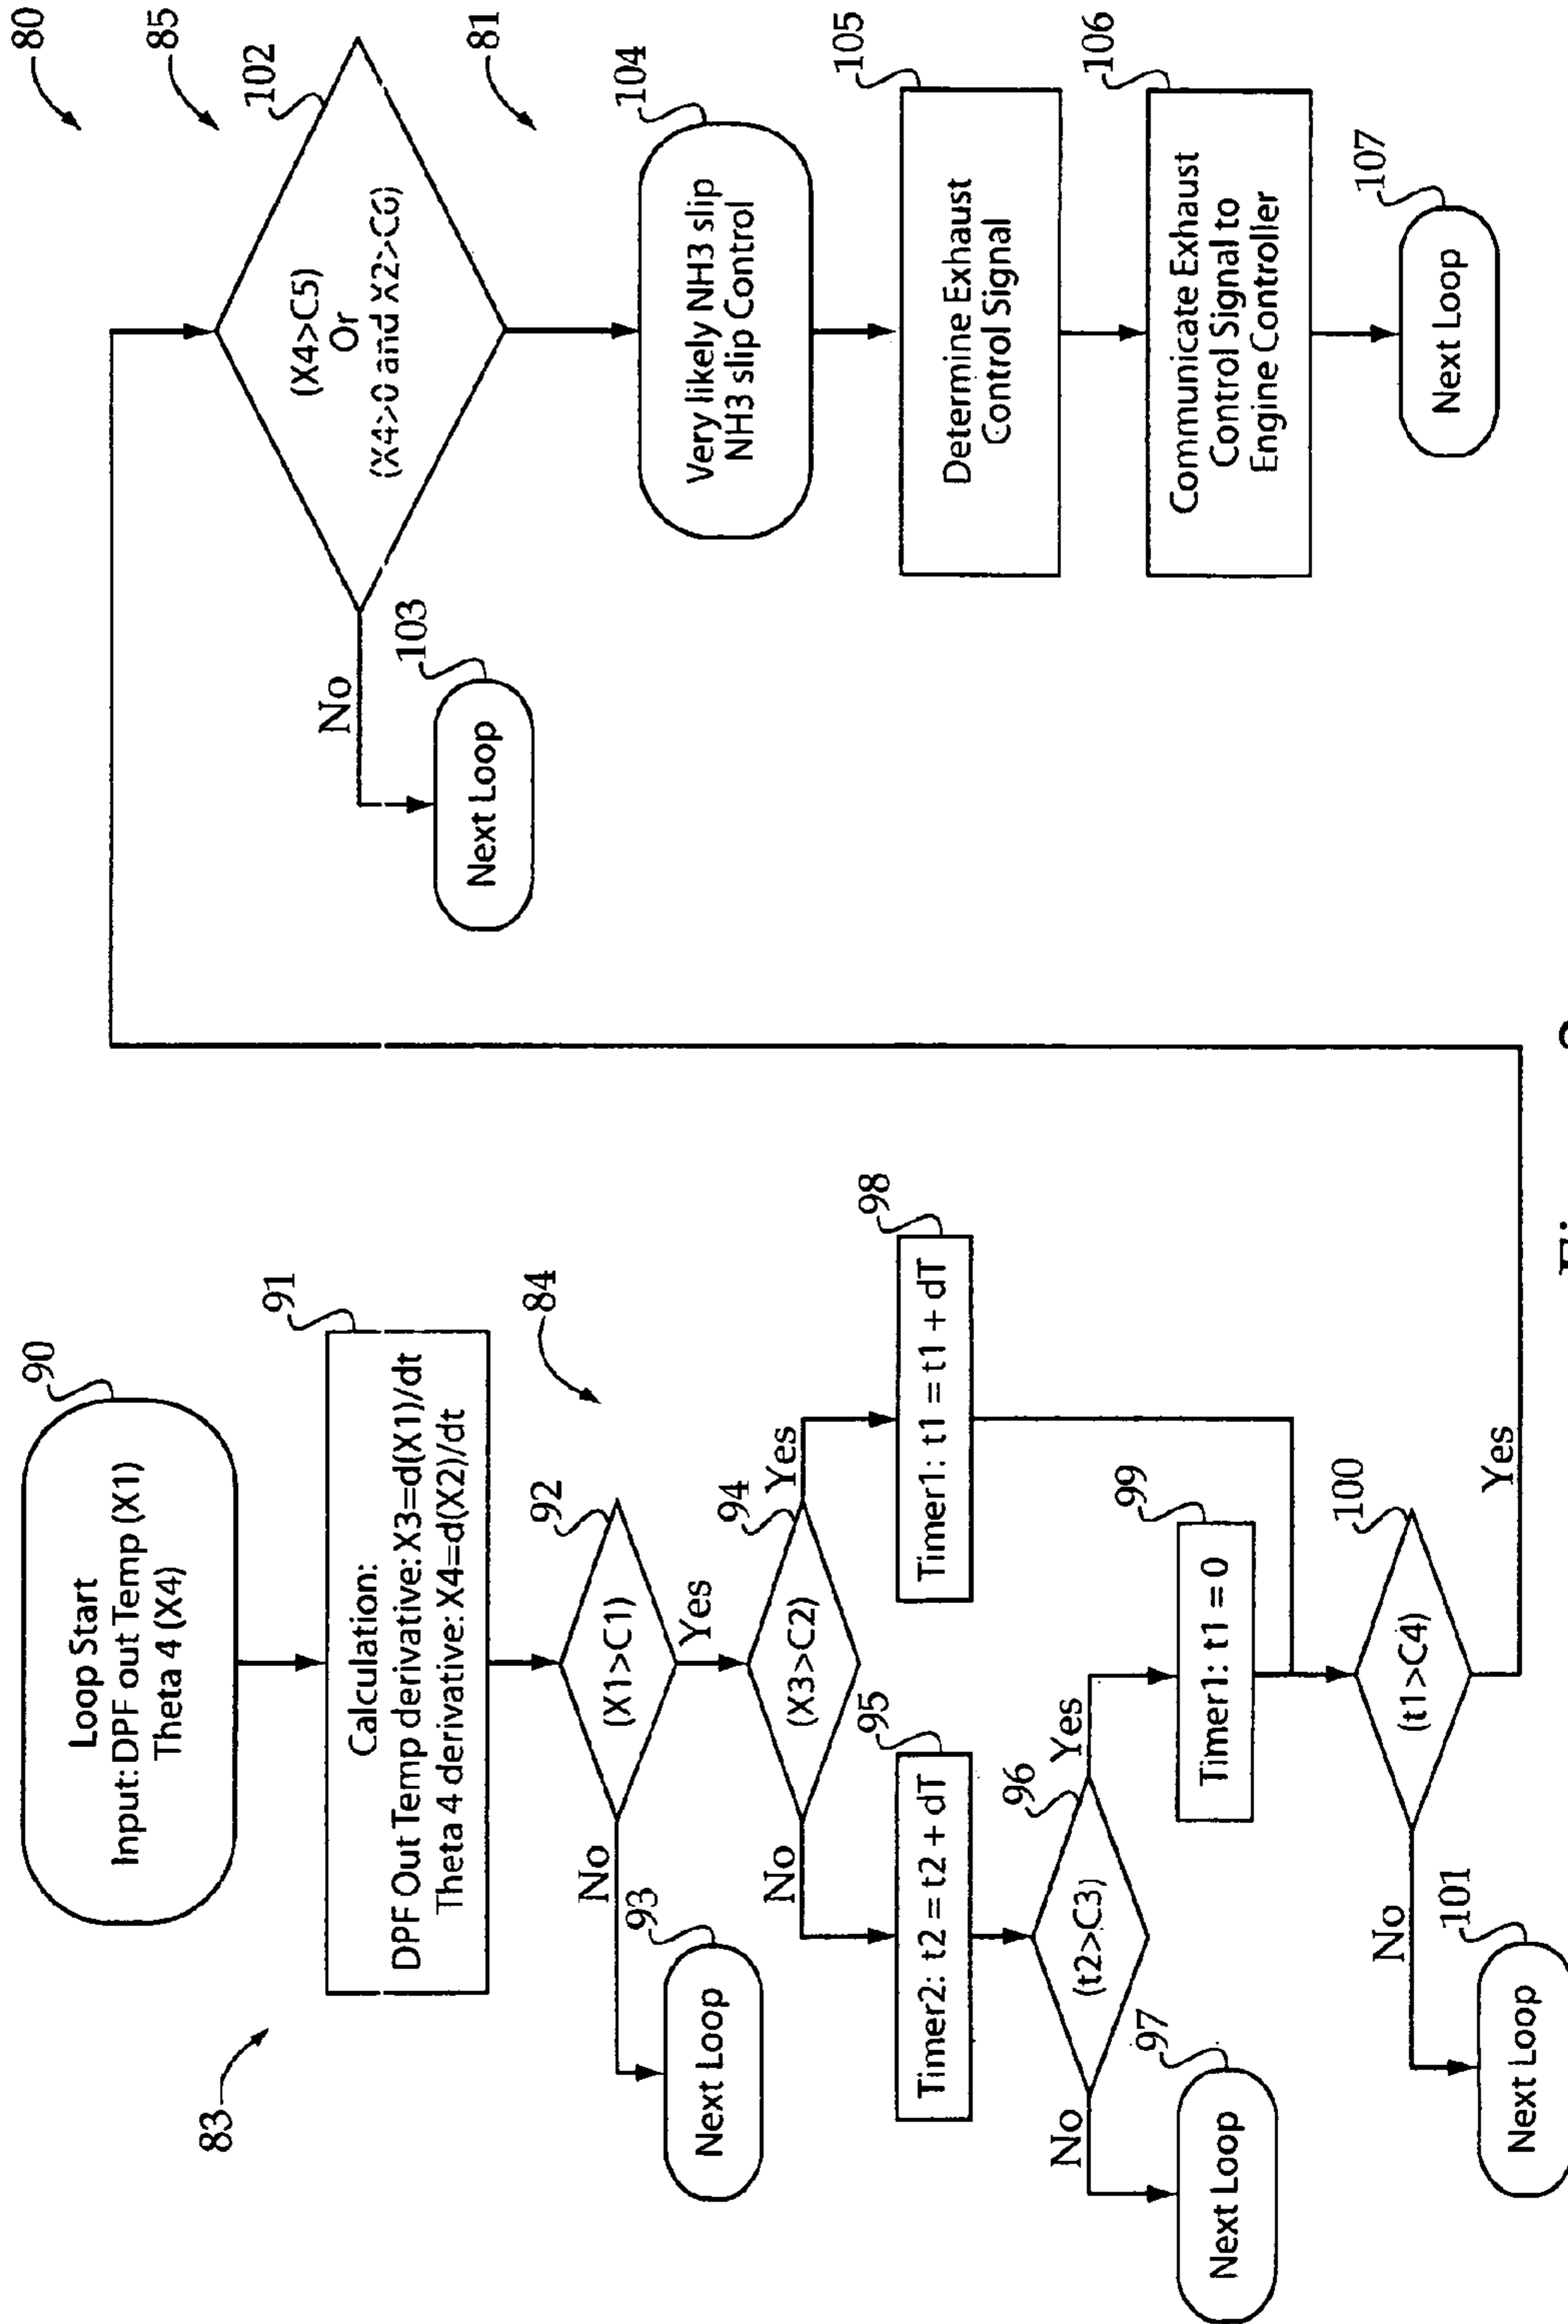 80
83
90
Loop Start
Input: DPF out Temp (X1)
Theta 4 (X4)
91
Calculation:
DPF Out Temp derivative: X3=d(X1)/dt
Theta 4 derivative: X4=d(X2)/dt
84
92
(X1>C1)
No
93
Next Loop
Yes
94
(X3>C2)
No
Yes
95
Timer2: t2 = t2 + dT
98
Timer1: t1 = t1 + dT
96
(t2>C3)
No
97
Next Loop
Yes
99
Timer1: t1 = 0
100
(t1>C4)
No
101
Next Loop
Yes
85
102
(X4>C5)
Or
(X4>0 and X2>C6)
No
103
Next Loop
81
104
Very likely NH3 slip
NH3 slip Control
105
Determine Exhaust
Control Signal
106
Communicate Exhaust
Control Signal to
Engine Controller
107
Next Loop